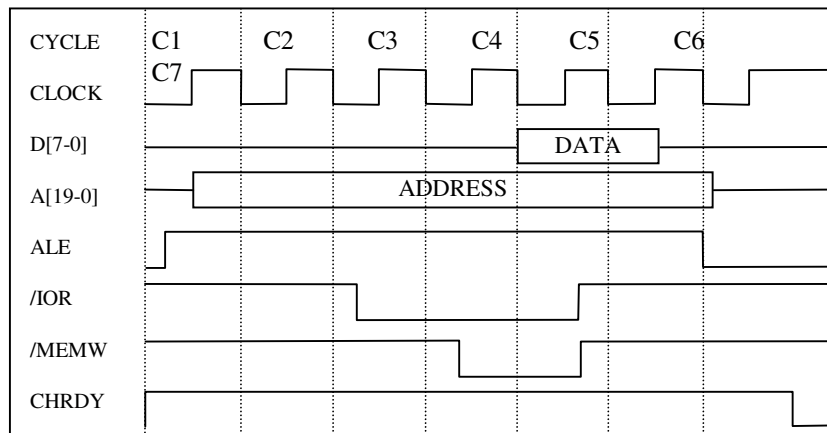 CYCLE C1 C2 C3 C4 C5 C6
C7
CLOCK
D[7-0] DATA
A[19-0] ADDRESS
ALE
/IOR
/MEMW
CHRDY